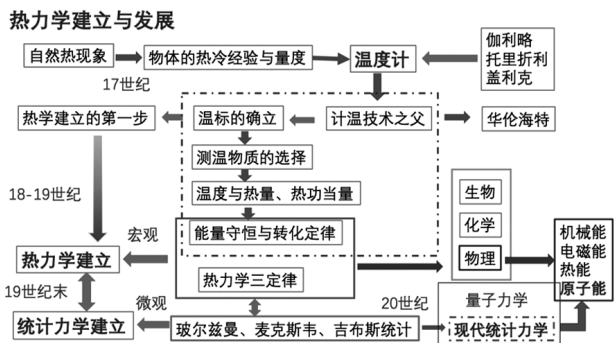 热力学建立与发展
自然热现象
物体的热冷经验与量度
温度计
伽利略
托里折利
盖利克
17世纪
热学建立的第一步
温标的确立
计温技术之父
华伦海特
测温物质的选择
18-19世纪
温度与热量、热功当量
生物
化学
物理
宏观
能量守恒与转化定律
机械能
电磁能
热能
原子能
热力学建立
热力学三定律
19世纪末
微观
20世纪
量子力学
统计力学建立
玻尔兹曼、麦克斯韦、吉布斯统计
现代统计力学